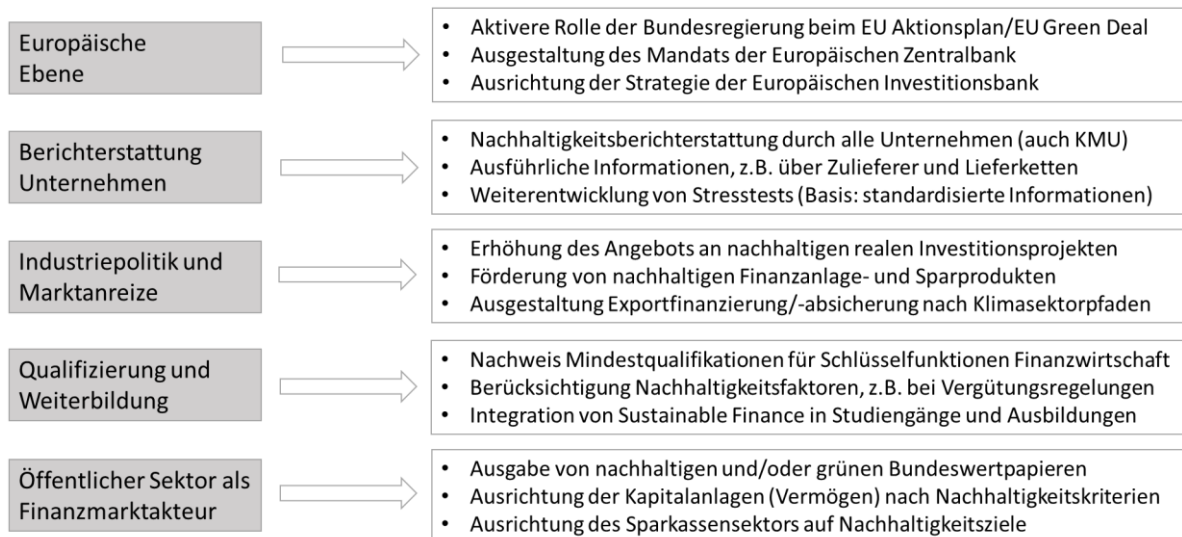 Europäische
Ebene
• Aktivere Rolle der Bundesregierung beim EU Aktionsplan/EU Green Deal
• Ausgestaltung des Mandats der Europäischen Zentralbank
• Ausrichtung der Strategie der Europäischen Investitionsbank
Berichterstattung
Unternehmen
• Nachhaltigkeitsberichterstattung durch alle Unternehmen (auch KMU)
• Ausführliche Informationen, z.B. über Zulieferer und Lieferketten
• Weiterentwicklung von Stresstests (Basis: standardisierte Informationen)
Industriepolitik und
Marktanreize
• Erhöhung des Angebots an nachhaltigen realen Investitionsprojekten
• Förderung von nachhaltigen Finanzanlage- und Sparprodukten
• Ausgestaltung Exportfinanzierung/-absicherung nach Klimasektorpfaden
Qualifizierung und
Weiterbildung
• Nachweis Mindestqualifikationen für Schlüsselfunktionen Finanzwirtschaft
• Berücksichtigung Nachhaltigkeitsfaktoren, z.B. bei Vergütungsregelungen
• Integration von Sustainable Finance in Studiengänge und Ausbildungen
Öffentlicher Sektor als
Finanzmarktakteur
• Ausgabe von nachhaltigen und/oder grünen Bundeswertpapieren
• Ausrichtung der Kapitalanlagen (Vermögen) nach Nachhaltigkeitskriterien
• Ausrichtung des Sparkassensektors auf Nachhaltigkeitsziele